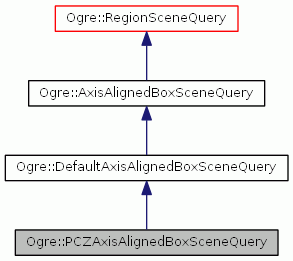 Ogre::RegionSceneQuery
Ogre::AxisAlignedBoxSceneQuery
Ogre::DefaultAxisAlignedBoxSceneQuery
Ogre::PCZAxisAlignedBoxSceneQuery